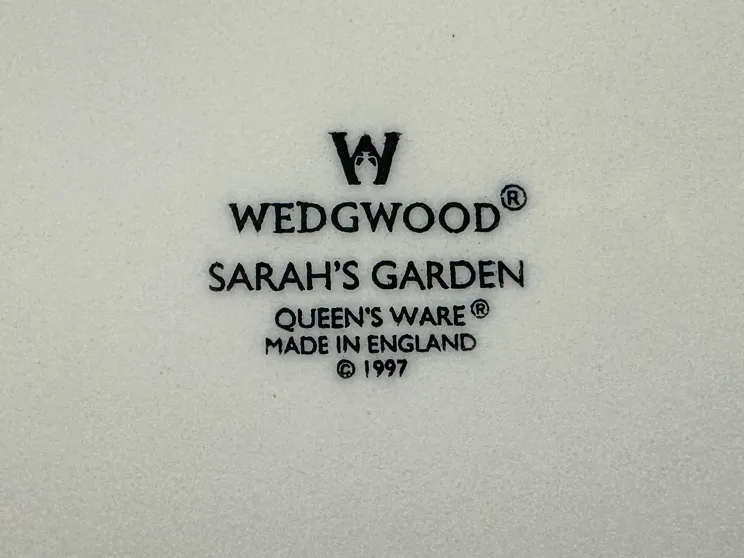 W
WEDGWOOD®
SARAH'S GARDEN
QUEEN'S WARE®
MADE IN ENGLAND
© 1997